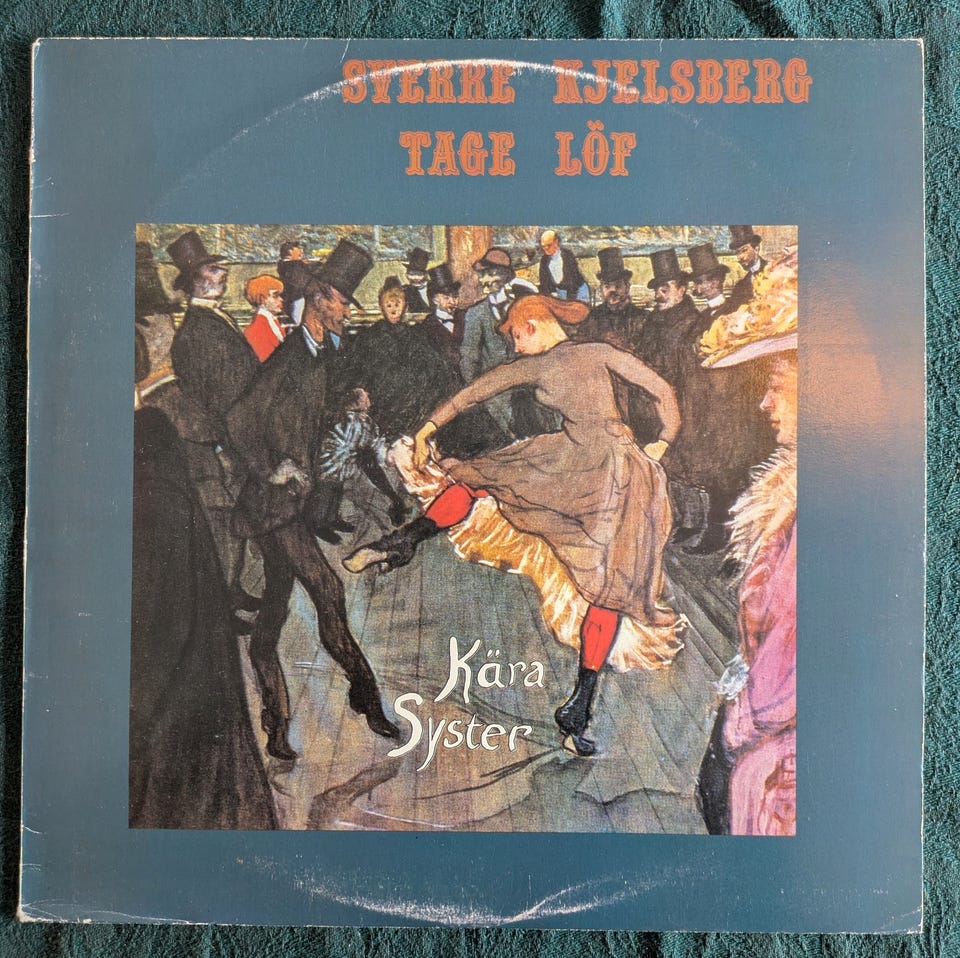 SVERRE KJELSBERG
TAGE LÖF
Kära
Syster